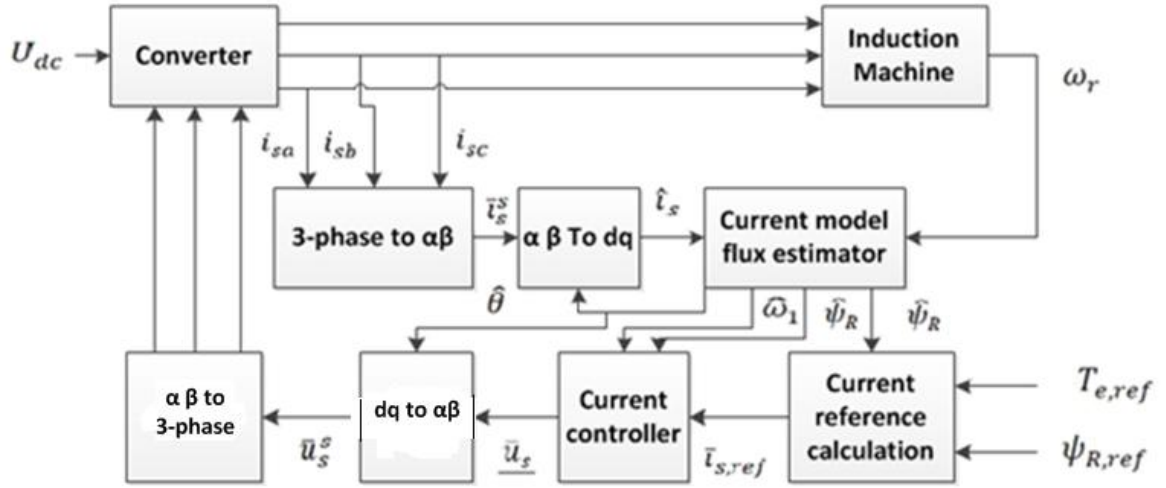 U_dc
Converter
Induction
Machine
ω_r
i_sa
i_sb
i_sc
3-phase to αβ
ī_s^s
α β To dq
î_s
Current model
flux estimator
θ̂
ω̂_1
ψ̂_R
ψ̂_R
α β to
3-phase
ū_s^s
dq to αβ
ū_s
Current
controller
ī_s,ref
Current
reference
calculation
T_e,ref
ψ_R,ref